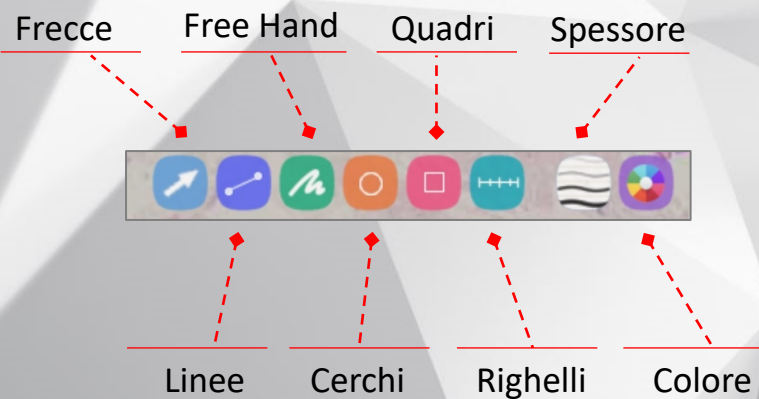 Frecce
Free Hand
Quadri
Spessore
Linee
Cerchi
Righelli
Colore